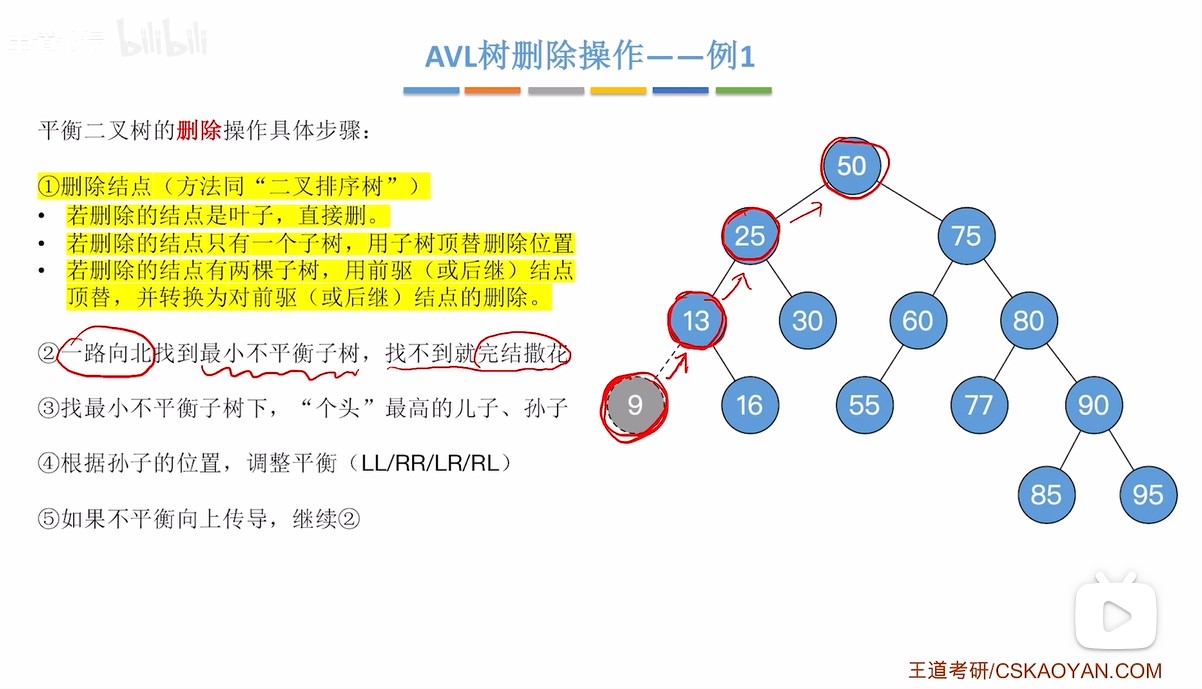 bilibili
AVL树删除操作——例1
平衡二叉树的删除操作具体步骤：
①删除结点（方法同“二叉排序树”）
• 若删除的结点是叶子，直接删。
• 若删除的结点只有一个子树，用子树顶替删除位置
• 若删除的结点有两棵子树，用前驱（或后继）结点
顶替，并转换为对前驱（或后继）结点的删除。
②一路向北找到最小不平衡子树，找不到就完结撒花
③找最小不平衡子树下，“个头”最高的儿子、孙子
④根据孙子的位置，调整平衡（LL/RR/LR/RL）
⑤如果不平衡向上传导，继续②
50
25 75
13 30 60 80
9 16 55 77 90
85 95
王道考研/CSKAOYAN.COM